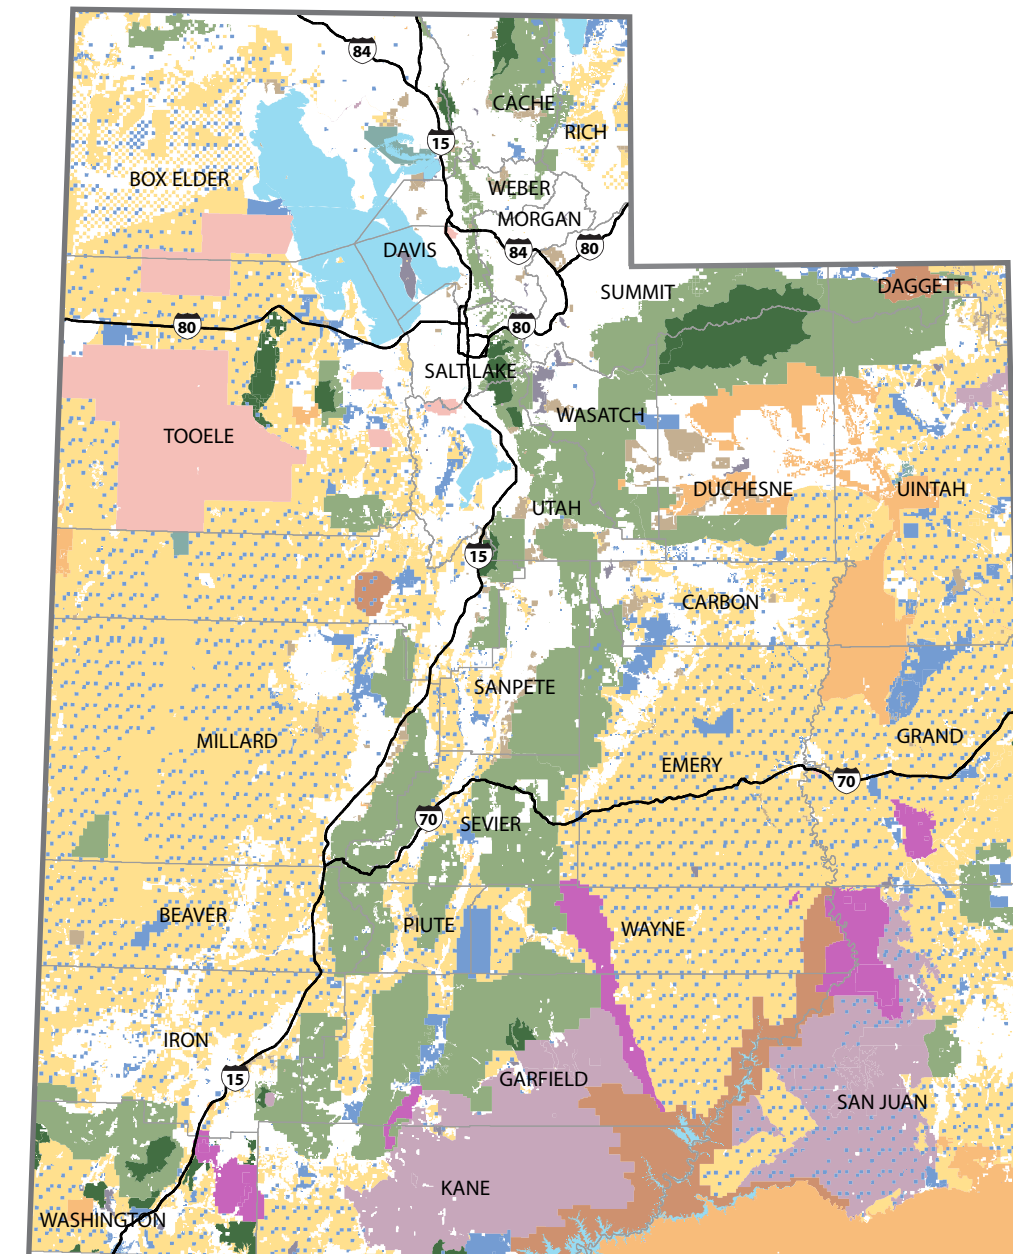 84
CACHE
RICH
15
BOX ELDER
WEBER
MORGAN
DAVIS
84
80
SUMMIT
DAGGETT
80
80
SALT LAKE
WASATCH
TOOELE
DUCHESNE
UINTAH
UTAH
15
CARBON
SANPETE
MILLARD
GRAND
EMERY
70
70
SEVIER
BEAVER
PIUTE
WAYNE
IRON
15
GARFIELD
SAN JUAN
KANE
WASHINGTON